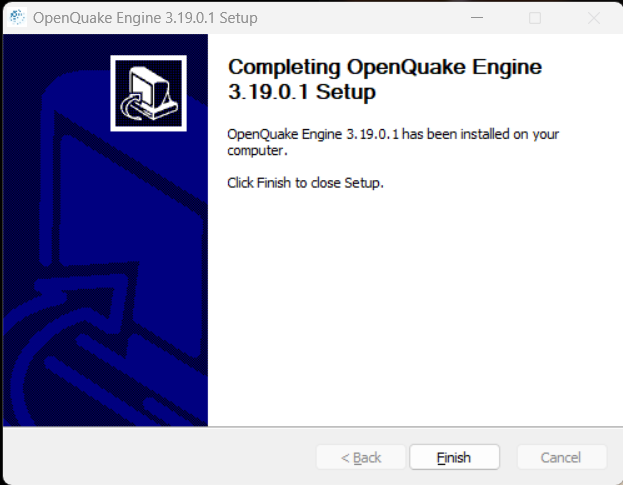 OpenQuake Engine 3.19.0.1 Setup
Completing OpenQuake Engine
3.19.0.1 Setup
OpenQuake Engine 3.19.0.1 has been installed on your
computer.
Click Finish to close Setup.
< Back
Finish
Cancel